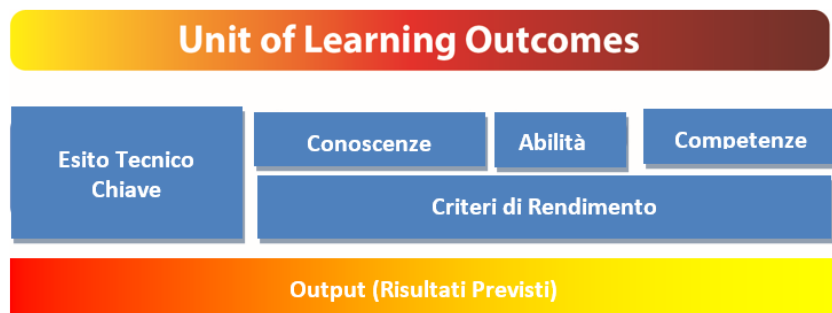 Unit of Learning Outcomes
Esito Tecnico
Chiave
Conoscenze
Abilità
Competenze
Criteri di Rendimento
Output (Risultati Previsti)